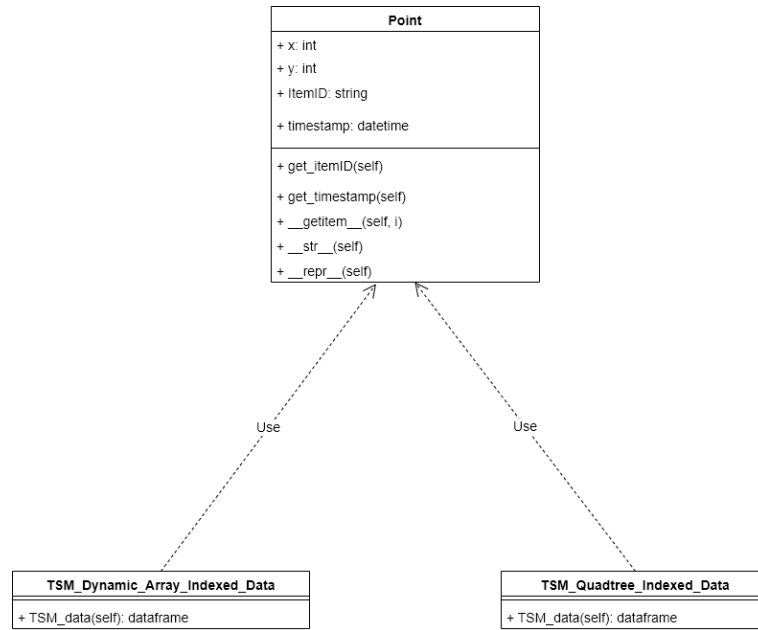 Point
+ x: int
+ y: int
+ ItemID: string
+ timestamp: datetime
+ get_itemID(self)
+ get_timestamp(self)
+ __getitem__(self, i)
+ __str__(self)
+ __repr__(self)
Use
Use
TSM_Dynamic_Array_Indexed_Data
+ TSM_data(self): dataframe
TSM_Quadtree_Indexed_Data
+ TSM_data(self): dataframe